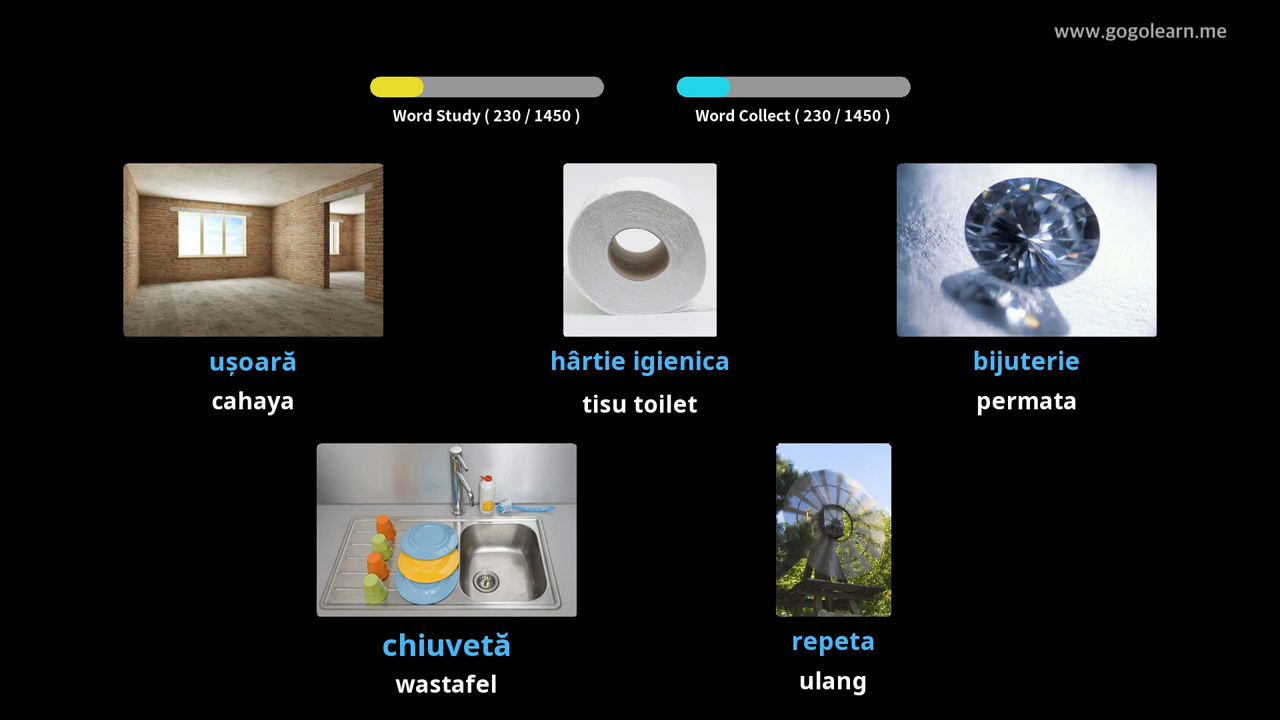 www.gogolearn.me
Word Study ( 230 / 1450 )
Word Collect ( 230 / 1450 )
ușoară
cahaya
hârtie igienica
tisu toilet
bijuterie
permata
chiuvetă
wastafel
repeta
ulang